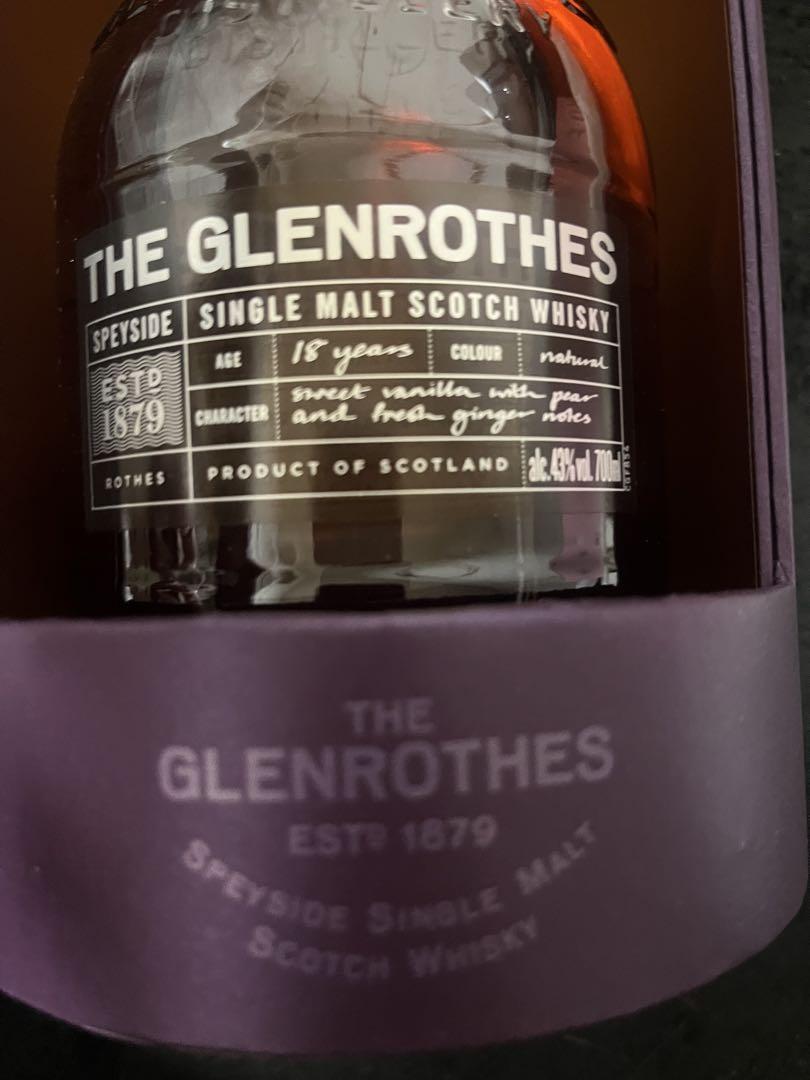 THE GLENROTHES
SPEYSIDE
SINGLE MALT SCOTCH WHISKY
ESTD
1879
AGE
18 years
COLOUR
natural
CHARACTER
sweet vanilla with pear
and fresh ginger notes
ROTHES
PRODUCT OF SCOTLAND
alc. 43% vol. 700ml
THE
GLENROTHES
ESTD 1879
SPEYSIDE SINGLE MALT
SCOTCH WHISKY